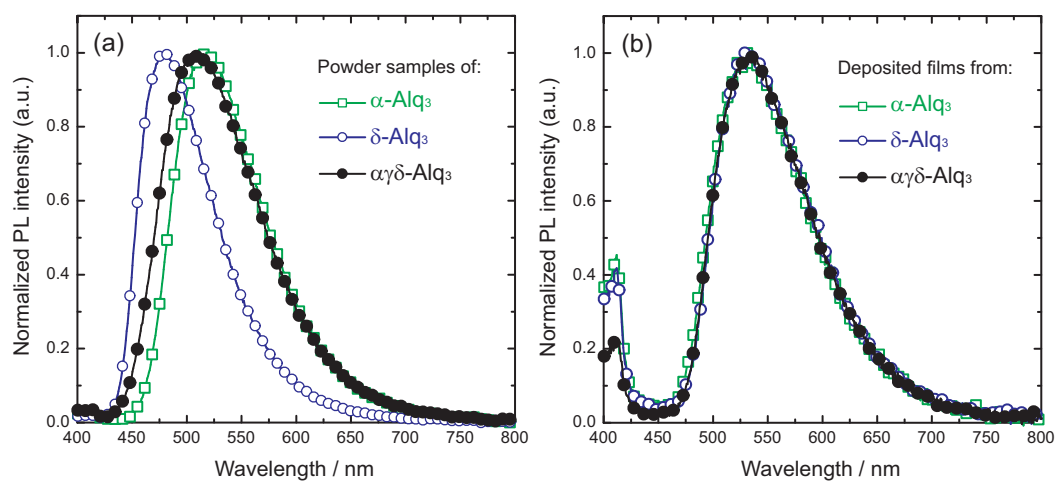 (a)
Powder samples of:
α-Alq₃
δ-Alq₃
αγδ-Alq₃
Normalized PL intensity (a.u.)
1.0
0.8
0.6
0.4
0.2
0.0
400 450 500 550 600 650 700 750 800
Wavelength / nm
(b)
Deposited films from:
α-Alq₃
δ-Alq₃
αγδ-Alq₃
Normalized PL intensity (a.u.)
1.0
0.8
0.6
0.4
0.2
0.0
400 450 500 550 600 650 700 750 800
Wavelength / nm